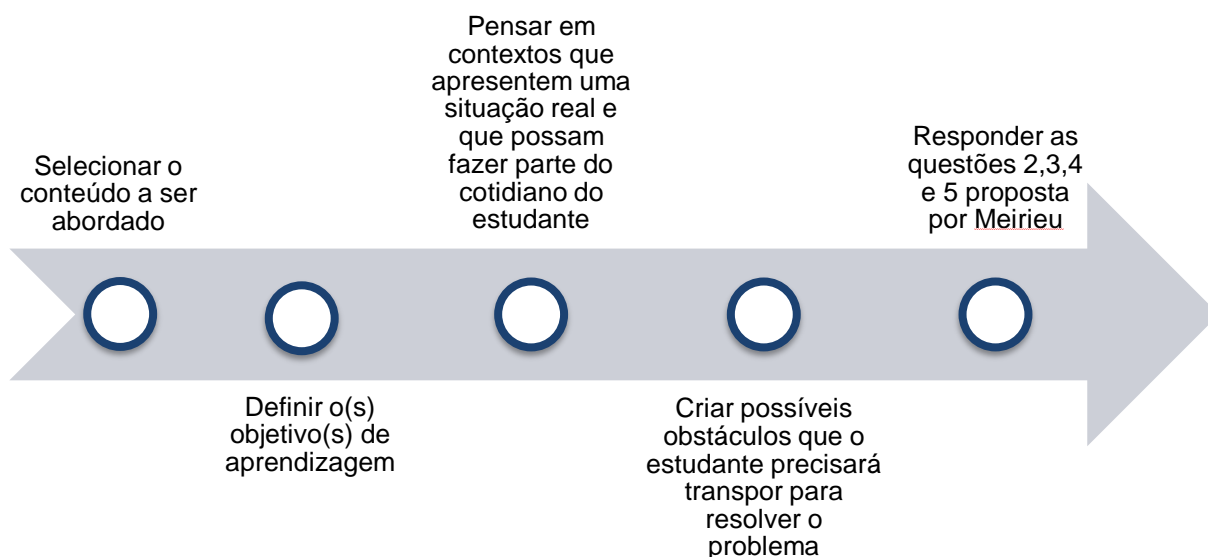 Selecionar o
conteúdo a ser
abordado
Definir o(s)
objetivo(s) de
aprendizagem
Pensar em
contextos que
apresentem uma
situação real e
que possam
fazer parte do
cotidiano do
estudante
Criar possíveis
obstáculos que o
estudante precisará
transpor para
resolver o
problema
Responder as
questões 2,3,4
e 5 proposta
por Meirieu